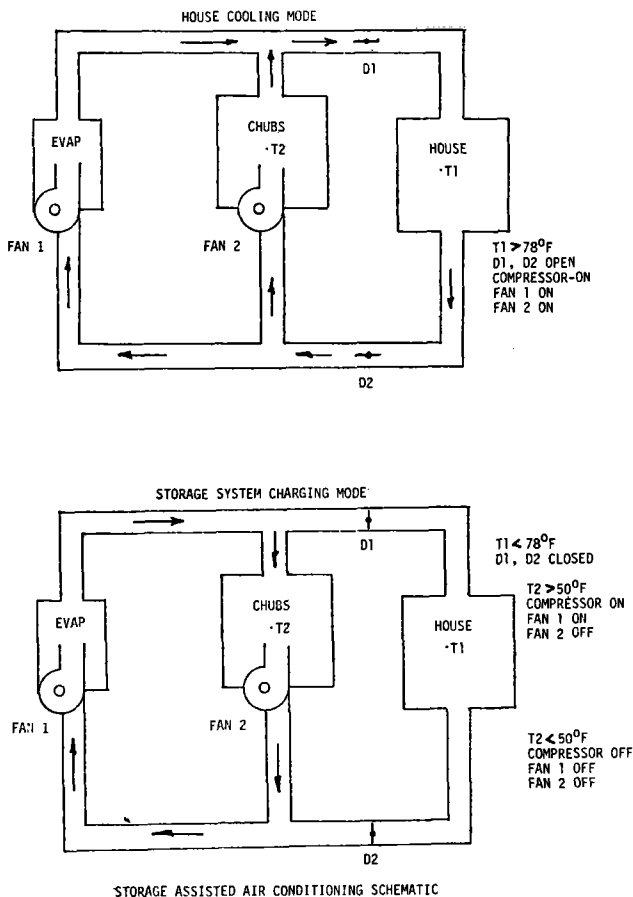 HOUSE COOLING MODE
D1
EVAP
CHUBS
·T2
HOUSE
·T1
FAN 1
FAN 2
T1>78°F
D1, D2 OPEN
COMPRESSOR-ON
FAN 1 ON
FAN 2 ON
D2
STORAGE SYSTEM CHARGING MODE
D1
T1<78°F
D1, D2 CLOSED
T2>50°F
COMPRESSOR ON
FAN 1 ON
FAN 2 OFF
EVAP
CHUBS
·T2
HOUSE
·T1
FAN 1
FAN 2
T2<50°F
COMPRESSOR OFF
FAN 1 OFF
FAN 2 OFF
D2
STORAGE ASSISTED AIR CONDITIONING SCHEMATIC